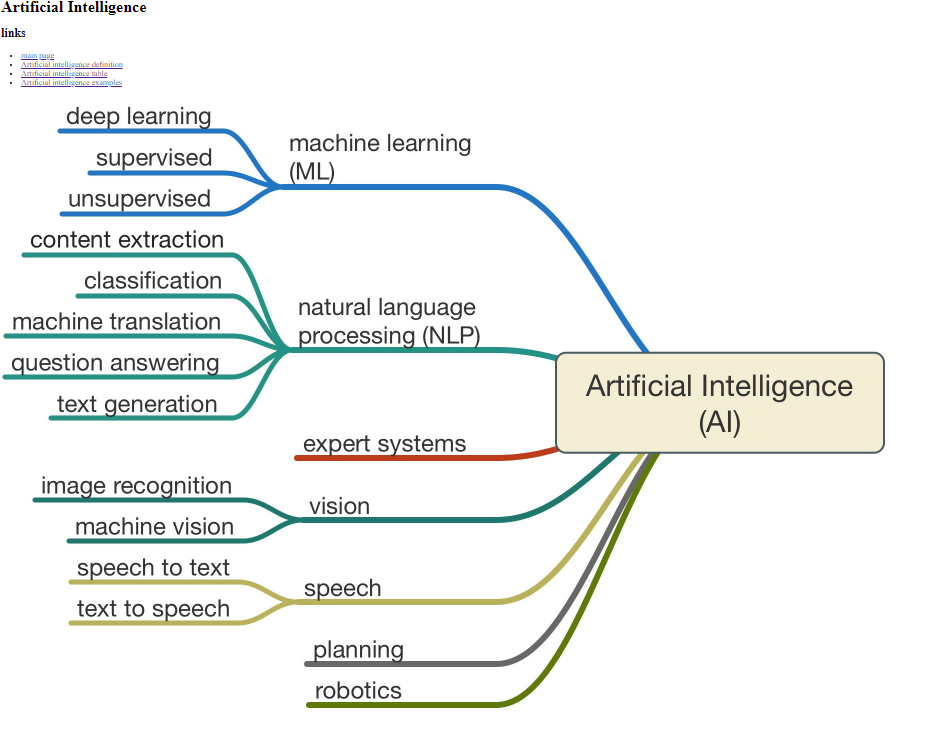 Artificial Intelligence
links
main page
Artificial intelligence definition
Artificial intelligence table
Artificial intelligence examples
deep learning
supervised
unsupervised
machine learning
(ML)
content extraction
classification
machine translation
question answering
text generation
natural language
processing (NLP)
Artificial Intelligence
(AI)
expert systems
image recognition
machine vision
vision
speech to text
text to speech
speech
planning
robotics